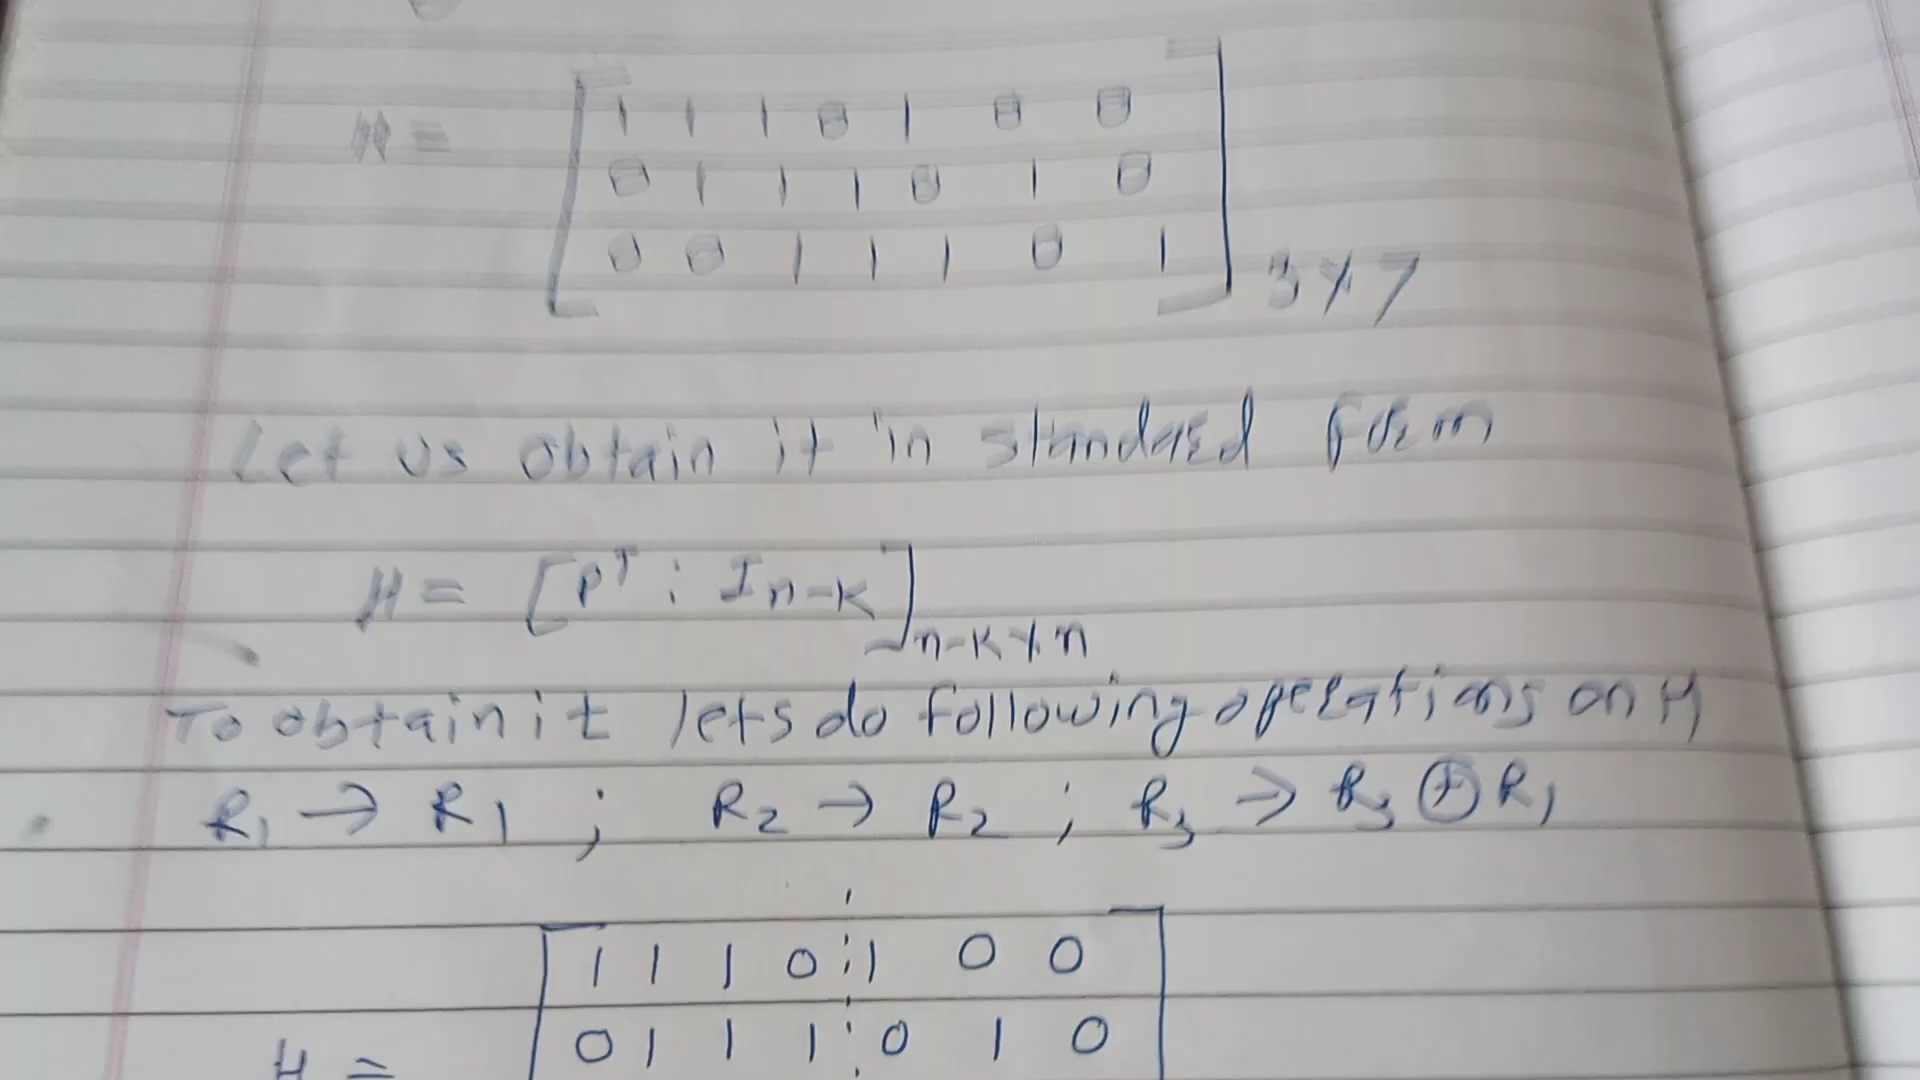 H = [ 1 1 1 0 1 0 0
0 1 1 1 0 1 0
0 0 1 1 1 0 1 ] 3x7
Let us obtain it in standard form
H = [P^T : I n-k] n-k x n
To obtain it lets do following operations on H
R1 → R1 ; R2 → R2 ; R3 → R3 ⊕ R1
1 1 1 0 : 1 0 0
H = [ 0 1 1 1 : 0 1 0